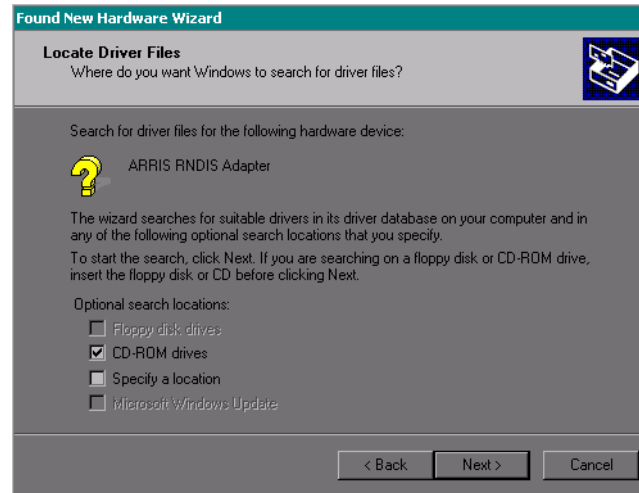 Found New Hardware Wizard
Locate Driver Files
Where do you want Windows to search for driver files?
Search for driver files for the following hardware device:
ARRIS RNDIS Adapter
The wizard searches for suitable drivers in its driver database on your computer and in
any of the following optional search locations that you specify.
To start the search, click Next. If you are searching on a floppy disk or CD-ROM drive,
insert the floppy disk or CD before clicking Next.
Optional search locations:
Floppy disk drives
CD-ROM drives
Specify a location
Microsoft Windows Update
< Back Next > Cancel